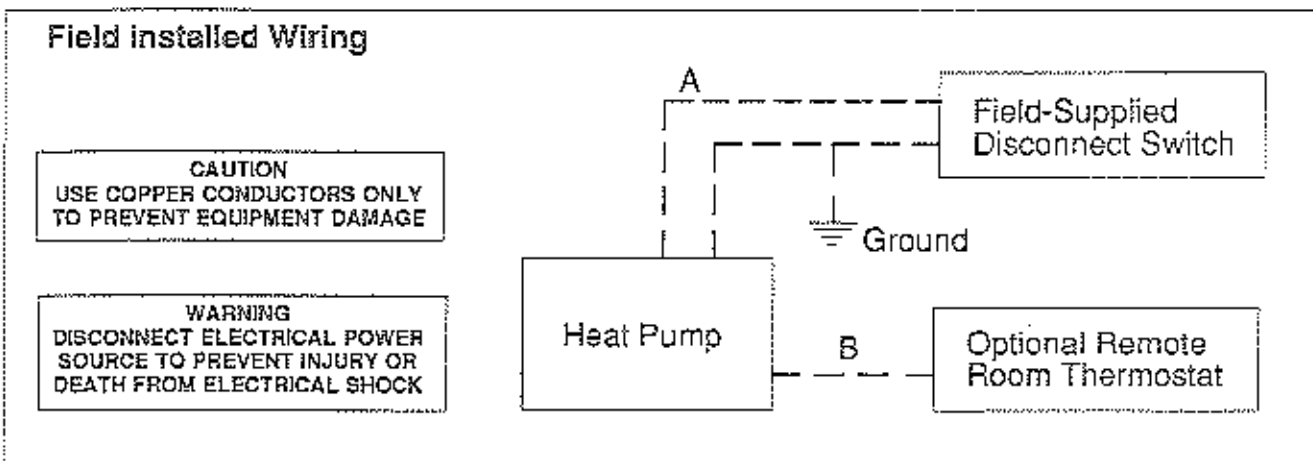 Field installed Wiring
A
Field-Supplied
Disconnect Switch
CAUTION
USE COPPER CONDUCTORS ONLY
TO PREVENT EQUIPMENT DAMAGE
Ground
WARNING
DISCONNECT ELECTRICAL POWER
SOURCE TO PREVENT INJURY OR
DEATH FROM ELECTRICAL SHOCK
Heat Pump
B
Optional Remote
Room Thermostat